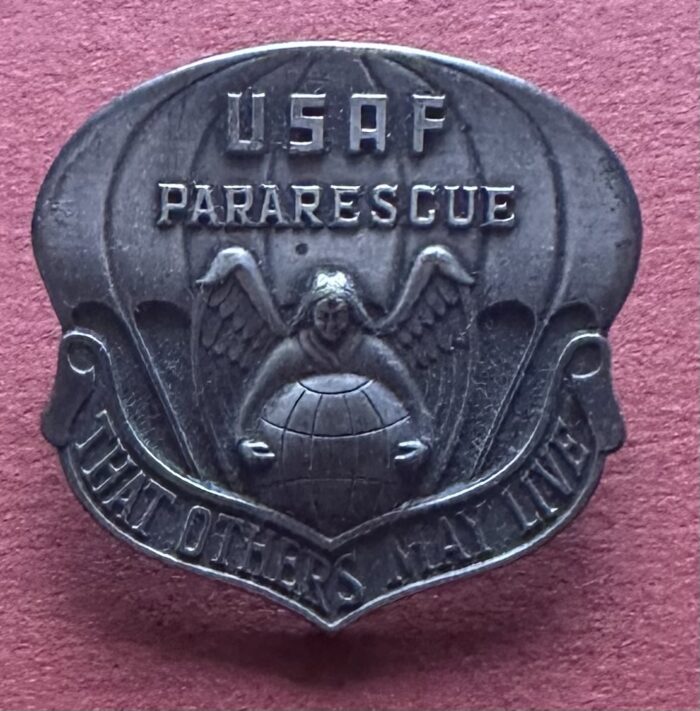 USAF
PARARESCUE
THAT OTHERS MAY LIVE